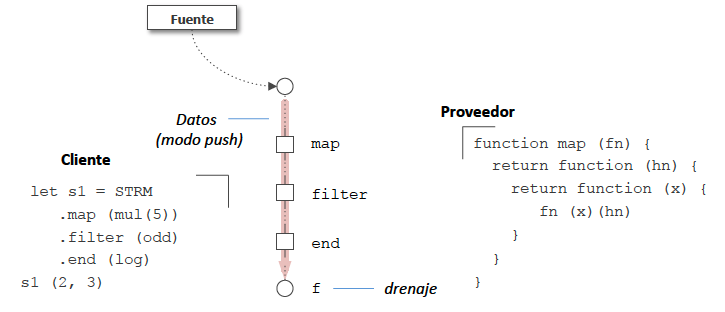 Fuente
Datos
(modo push)
map
filter
end
f
drenaje
Cliente
let s1 = STRM
.map (mul(5))
.filter (odd)
.end (log)
s1 (2, 3)
Proveedor
function map (fn) {
return function (hn) {
return function (x) {
fn (x)(hn)
}
}
}